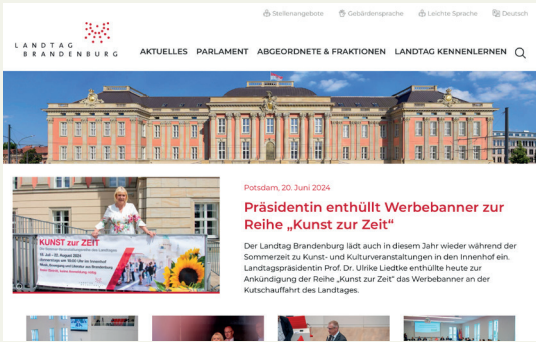 Stellenangebote Gebärdensprache Leichte Sprache Deutsch
LANDTAG
BRANDENBURG
AKTUELLES PARLAMENT ABGEORDNETE & FRAKTIONEN LANDTAG KENNENLERNEN
Potsdam, 20. Juni 2024
Präsidentin enthüllt Werbebanner zur
Reihe „Kunst zur Zeit“
Der Landtag Brandenburg lädt auch in diesem Jahr wieder während der
Sommerzeit zu Kunst- und Kulturveranstaltungen in den Innenhof ein.
Landtagspräsidentin Prof. Dr. Ulrike Liedtke enthüllte heute zur
Ankündigung der Reihe „Kunst zur Zeit“ das Werbebanner an der
Kutschauffahrt des Landtages.
KUNST zur ZEIT